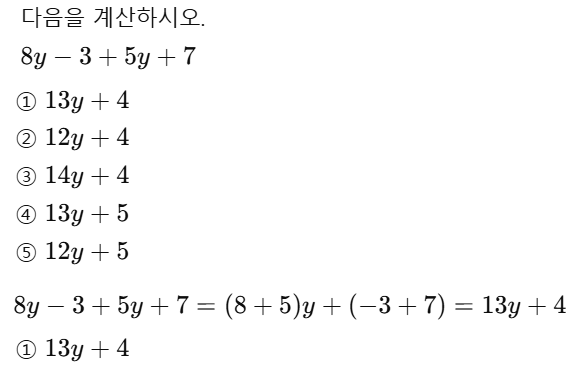 다음을 계산하시오.
8y − 3 + 5y + 7
① 13y + 4
② 12y + 4
③ 14y + 4
④ 13y + 5
⑤ 12y + 5
8y − 3 + 5y + 7 = (8 + 5)y + (−3 + 7) = 13y + 4
① 13y + 4